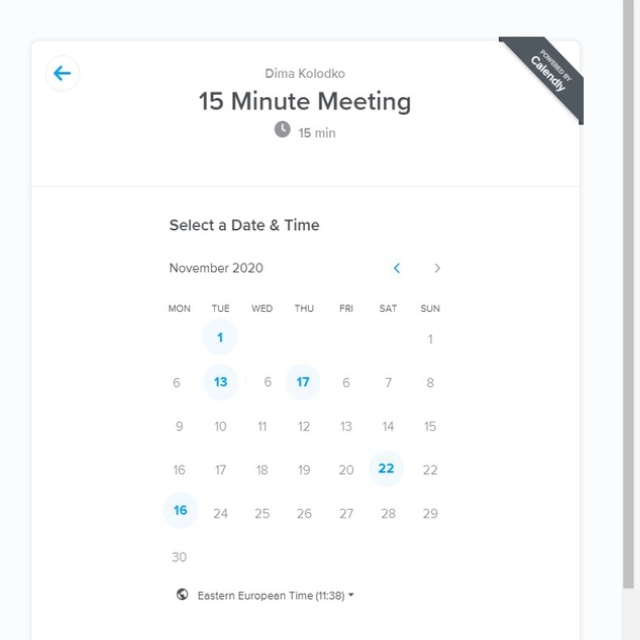 POWERED BY
Calendly
Dima Kolodko
15 Minute Meeting
15 min
Select a Date & Time
November 2020
MON TUE WED THU FRI SAT SUN
1 1
6 13 6 17 6 7 8
9 10 11 12 13 14 15
16 17 18 19 20 22 22
16 24 25 26 27 28 29
30
Eastern European Time (11:38)